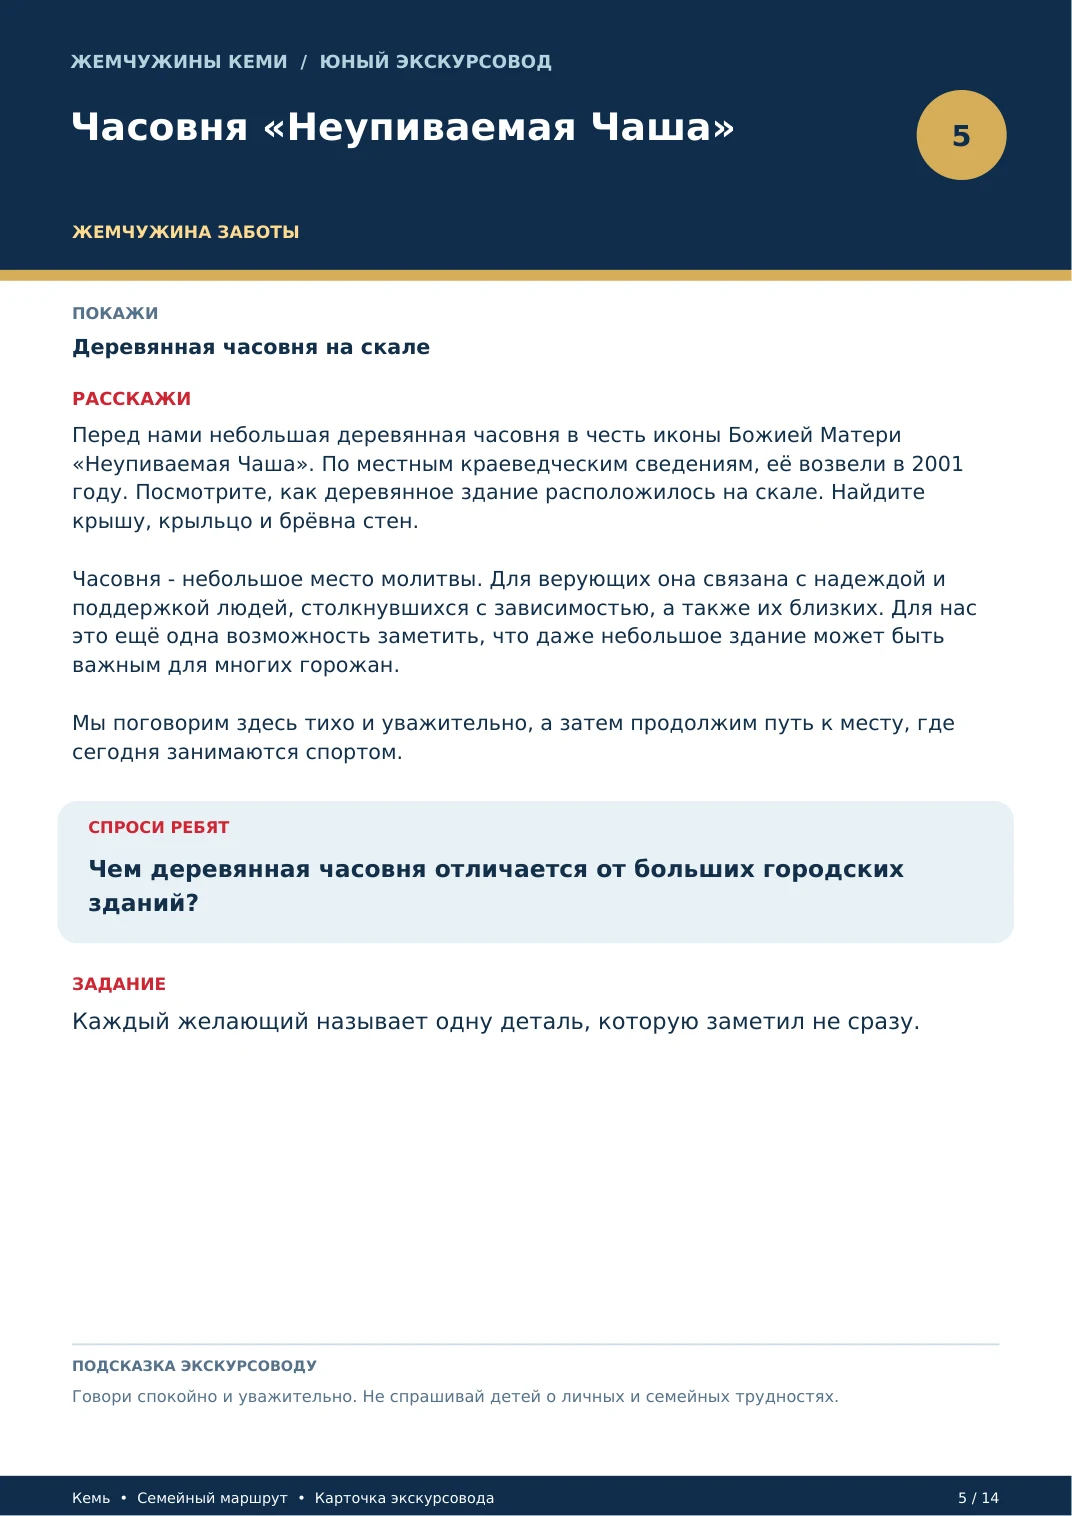 ЖЕМЧУЖИНЫ КЕМИ / ЮНЫЙ ЭКСКУРСОВОД
Часовня «Неупиваемая Чаша»
5
ЖЕМЧУЖИНА ЗАБОТЫ
ПОКАЖИ
Деревянная часовня на скале
РАССКАЖИ
Перед нами небольшая деревянная часовня в честь иконы Божией Матери
«Неупиваемая Чаша». По местным краеведческим сведениям, её возвели в 2001
году. Посмотрите, как деревянное здание расположилось на скале. Найдите
крышу, крыльцо и брёвна стен.
Часовня - небольшое место молитвы. Для верующих она связана с надеждой и
поддержкой людей, столкнувшихся с зависимостью, а также их близких. Для нас
это ещё одна возможность заметить, что даже небольшое здание может быть
важным для многих горожан.
Мы поговорим здесь тихо и уважительно, а затем продолжим путь к месту, где
сегодня занимаются спортом.
СПРОСИ РЕБЯТ
Чем деревянная часовня отличается от больших городских
зданий?
ЗАДАНИЕ
Каждый желающий называет одну деталь, которую заметил не сразу.
ПОДСКАЗКА ЭКСКУРСОВОДУ
Говори спокойно и уважительно. Не спрашивай детей о личных и семейных трудностях.
Кемь • Семейный маршрут • Карточка экскурсовода
5 / 14